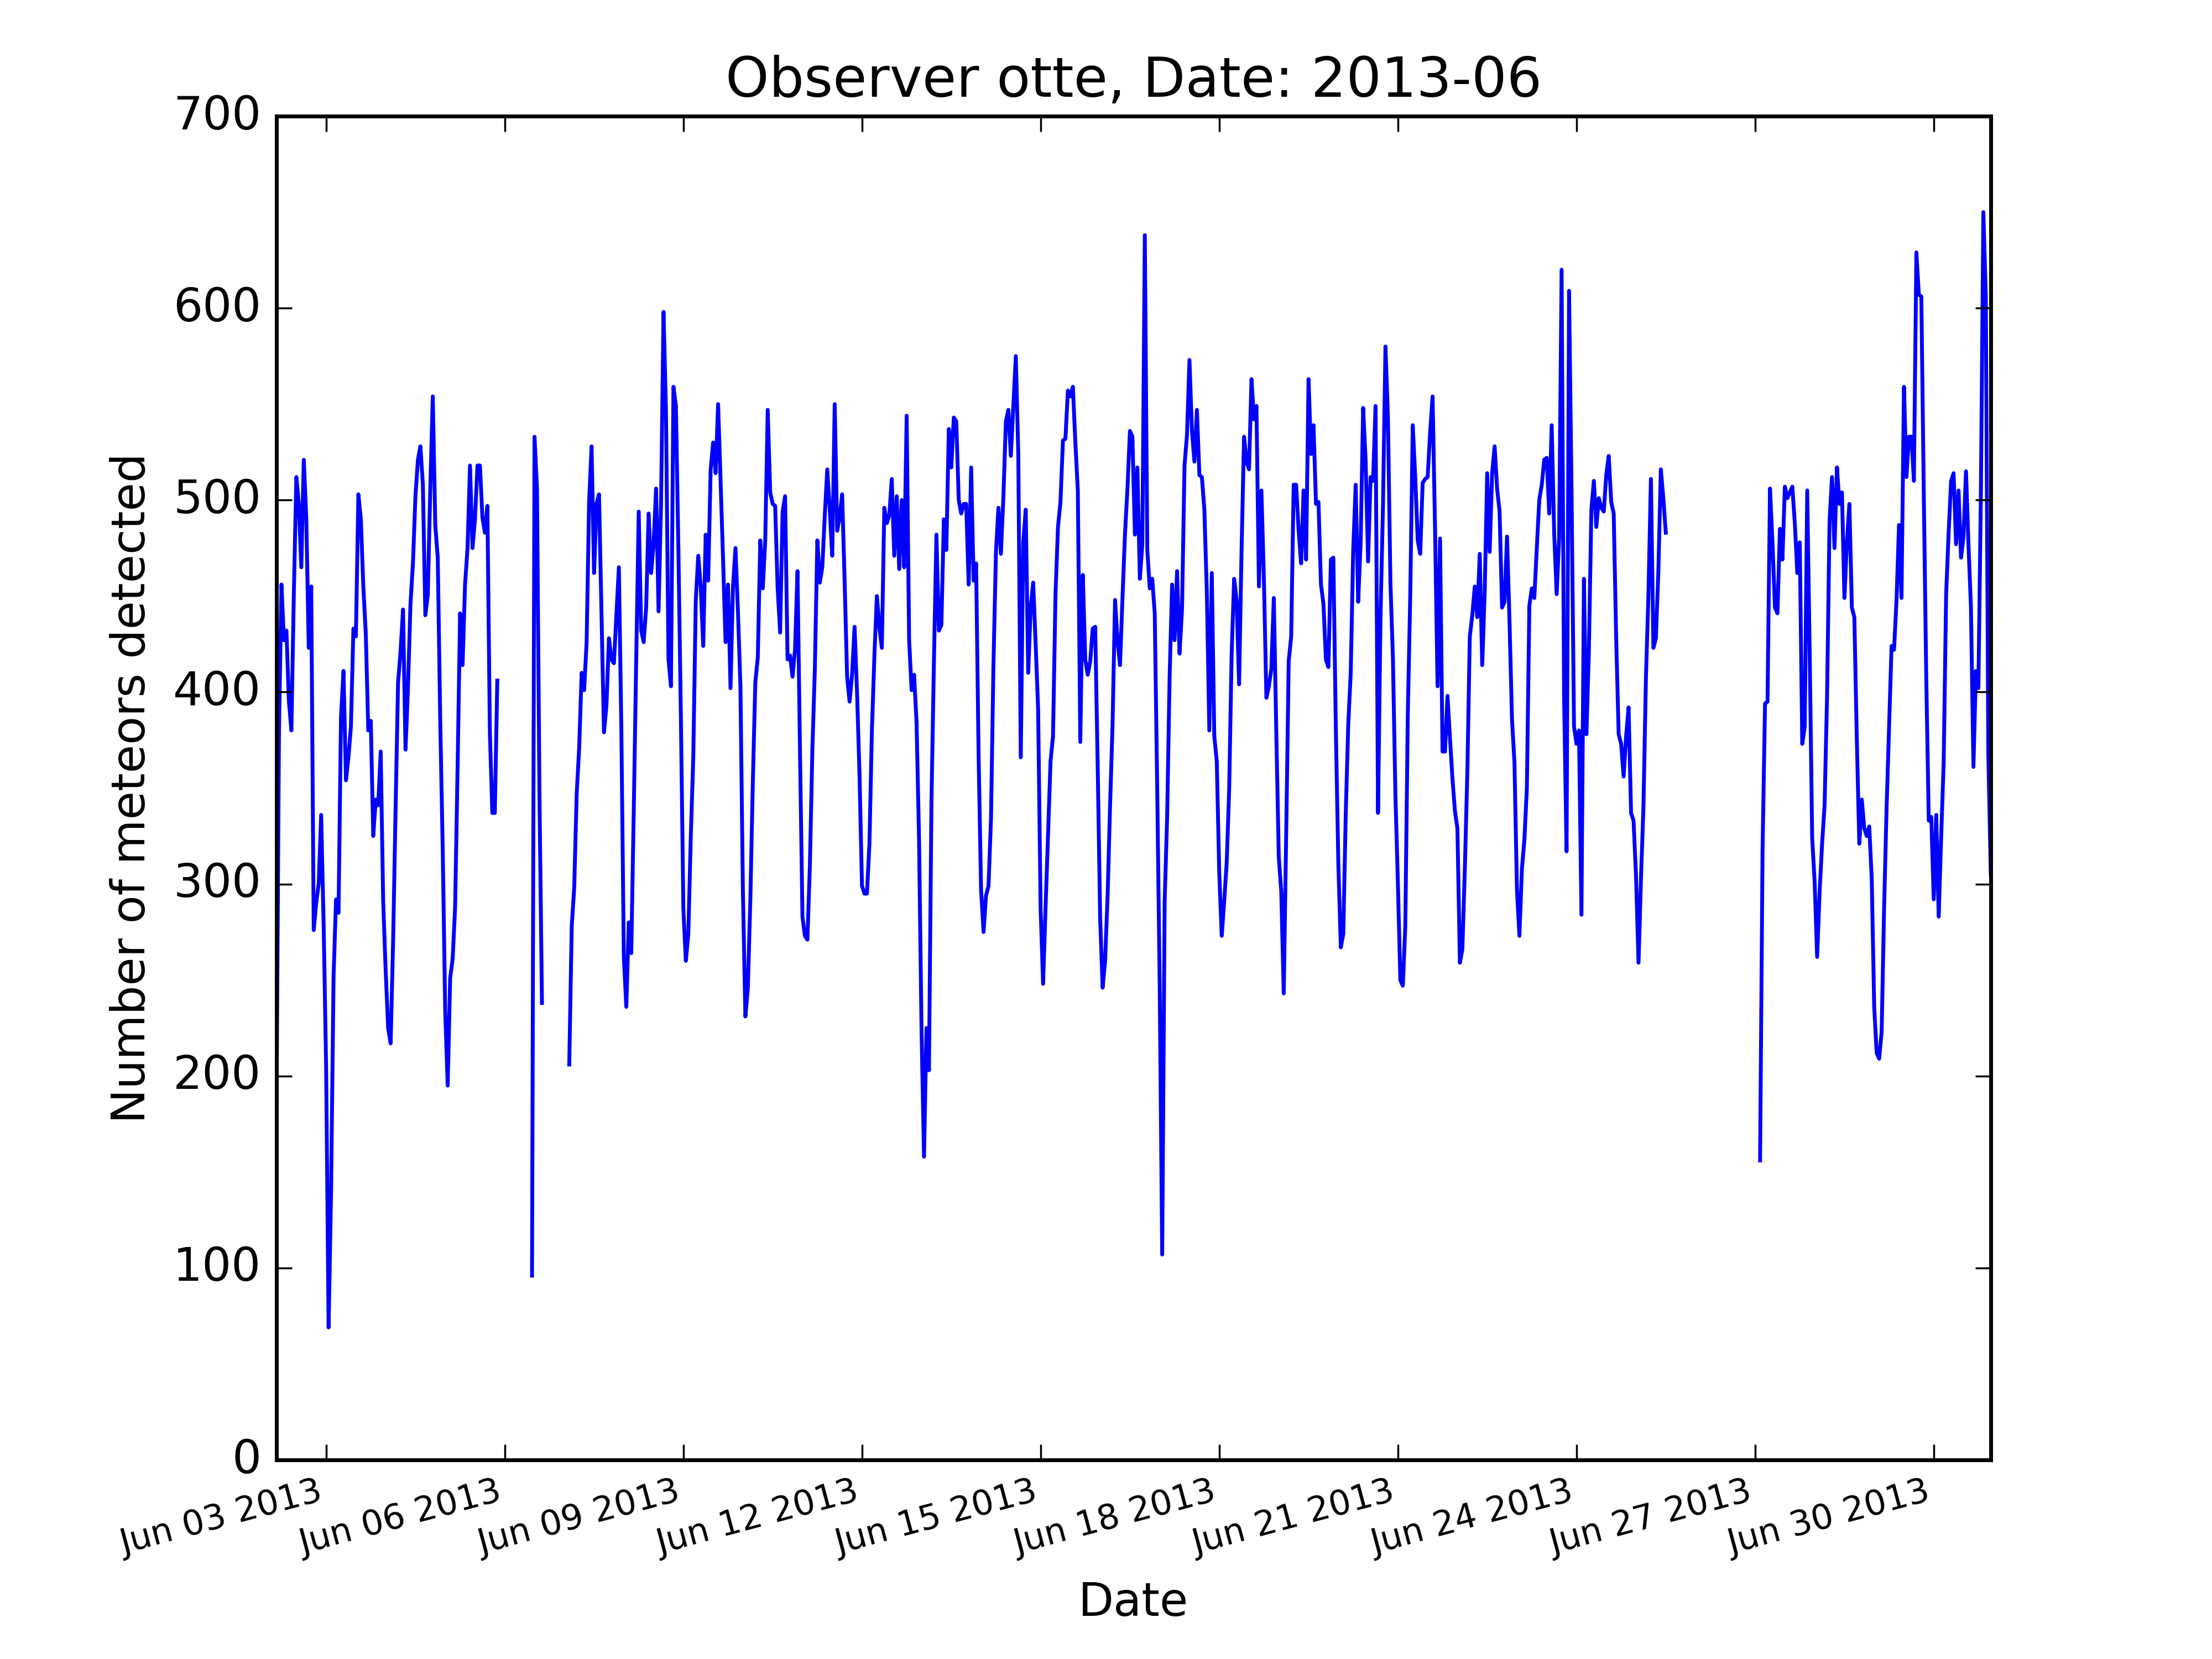 Observer otte, Date: 2013-06
700
600
500
400
300
200
100
0
Number of meteors detected
Jun 03 2013
Jun 06 2013
Jun 09 2013
Jun 12 2013
Jun 15 2013
Jun 18 2013
Jun 21 2013
Jun 24 2013
Jun 27 2013
Jun 30 2013
Date